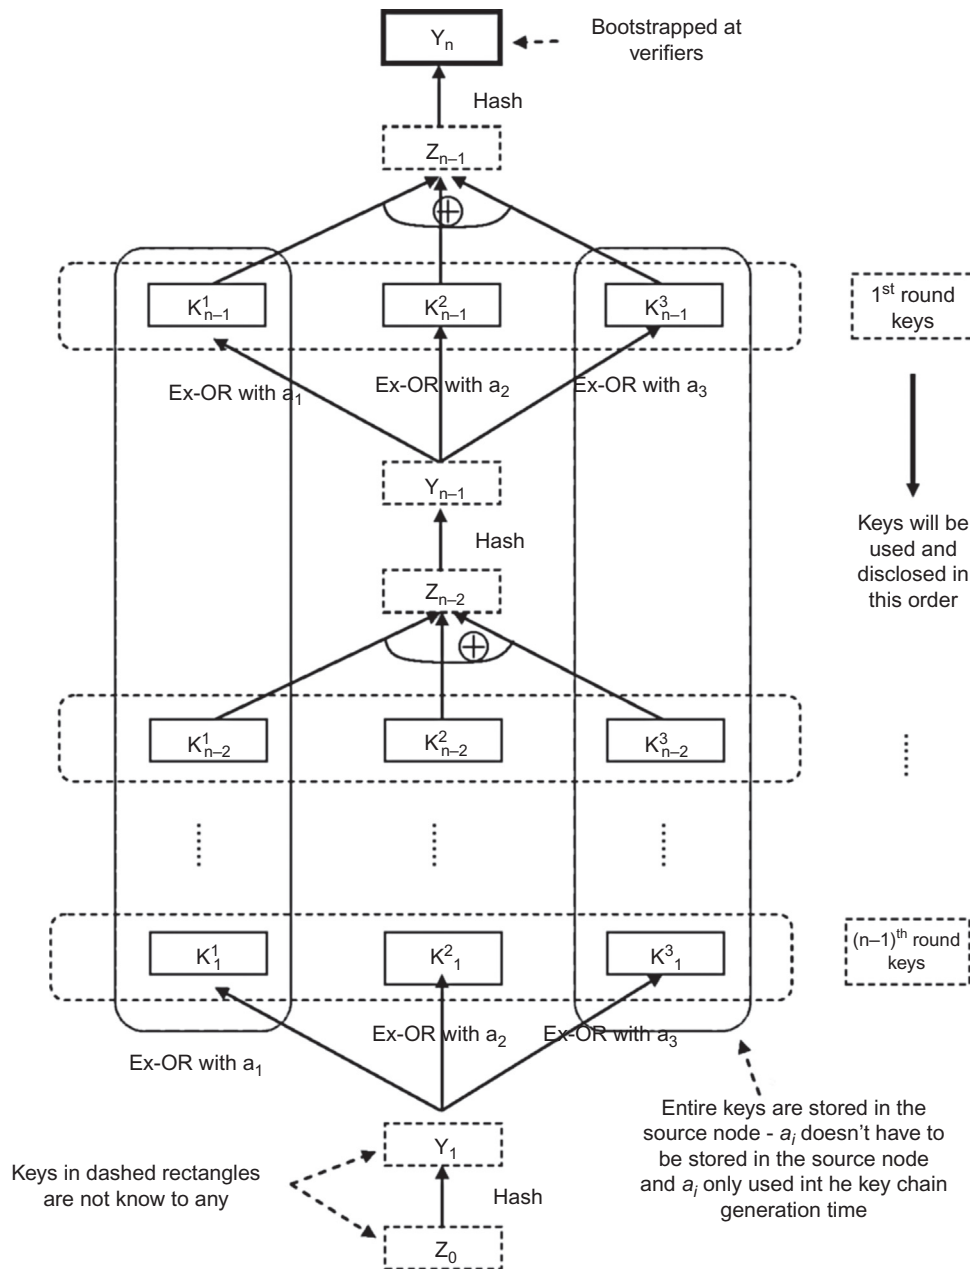 Yₙ
Bootstrapped at
verifiers
Hash
Zₙ₋₁
⊕
K¹ₙ₋₁
K²ₙ₋₁
K³ₙ₋₁
1ˢᵗ round
keys
Ex-OR with a₁
Ex-OR with a₂
Ex-OR with a₃
Yₙ₋₁
Hash
Keys will be
used and
disclosed in
this order
Zₙ₋₂
⊕
K¹ₙ₋₂
K²ₙ₋₂
K³ₙ₋₂
K¹₁
K²₁
K³₁
(n–1)ᵗʰ round
keys
Ex-OR with a₁
Ex-OR with a₂
Ex-OR with a₃
Entire keys are stored in the
source node - aᵢ doesn't have to
be stored in the source node
and aᵢ only used int he key chain
generation time
Y₁
Keys in dashed rectangles
are not know to any
Hash
Z₀